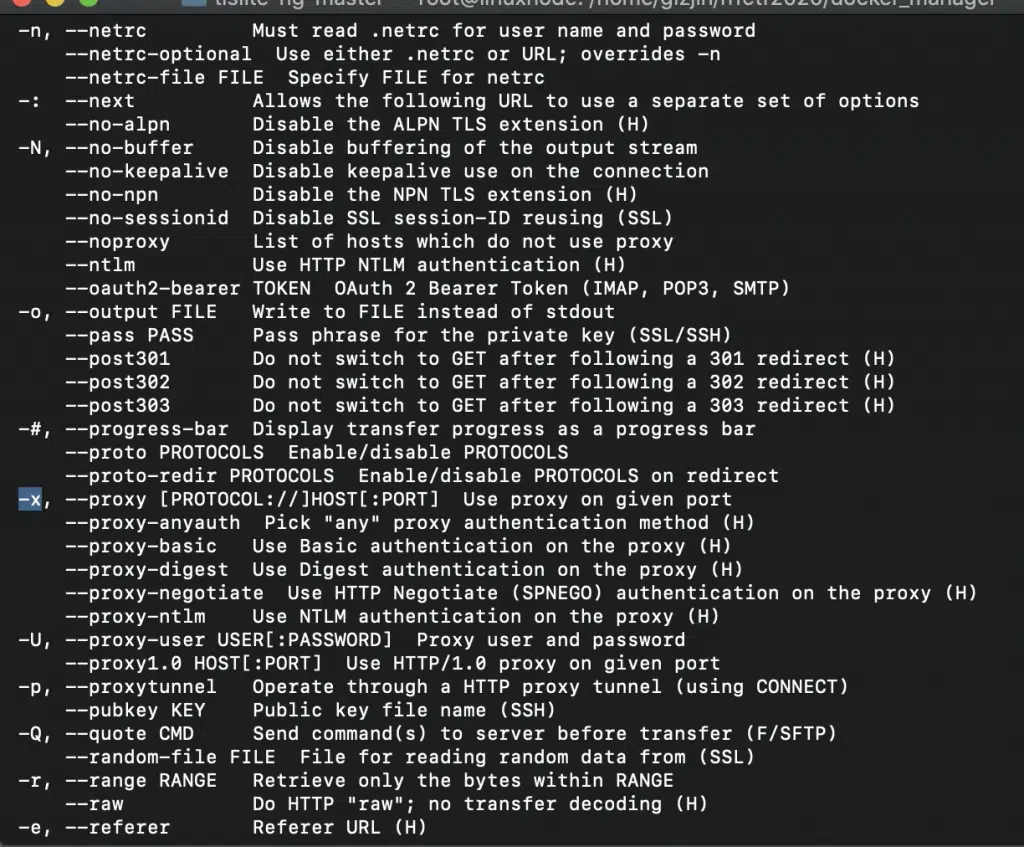 tislite-ng-master — root@linuxnode: /home/gizjin/metr2020/docker_manager
-n, --netrc         Must read .netrc for user name and password
    --netrc-optional  Use either .netrc or URL; overrides -n
    --netrc-file FILE  Specify FILE for netrc
-:  --next          Allows the following URL to use a separate set of options
    --no-alpn       Disable the ALPN TLS extension (H)
-N, --no-buffer     Disable buffering of the output stream
    --no-keepalive  Disable keepalive use on the connection
    --no-npn        Disable the NPN TLS extension (H)
    --no-sessionid  Disable SSL session-ID reusing (SSL)
    --noproxy       List of hosts which do not use proxy
    --ntlm          Use HTTP NTLM authentication (H)
    --oauth2-bearer TOKEN  OAuth 2 Bearer Token (IMAP, POP3, SMTP)
-o, --output FILE   Write to FILE instead of stdout
    --pass PASS     Pass phrase for the private key (SSL/SSH)
    --post301       Do not switch to GET after following a 301 redirect (H)
    --post302       Do not switch to GET after following a 302 redirect (H)
    --post303       Do not switch to GET after following a 303 redirect (H)
-#, --progress-bar  Display transfer progress as a progress bar
    --proto PROTOCOLS  Enable/disable PROTOCOLS
    --proto-redir PROTOCOLS  Enable/disable PROTOCOLS on redirect
-x, --proxy [PROTOCOL://]HOST[:PORT]  Use proxy on given port
    --proxy-anyauth  Pick "any" proxy authentication method (H)
    --proxy-basic   Use Basic authentication on the proxy (H)
    --proxy-digest  Use Digest authentication on the proxy (H)
    --proxy-negotiate  Use HTTP Negotiate (SPNEGO) authentication on the proxy (H)
    --proxy-ntlm    Use NTLM authentication on the proxy (H)
-U, --proxy-user USER[:PASSWORD]  Proxy user and password
    --proxy1.0 HOST[:PORT]  Use HTTP/1.0 proxy on given port
-p, --proxytunnel   Operate through a HTTP proxy tunnel (using CONNECT)
    --pubkey KEY    Public key file name (SSH)
-Q, --quote CMD     Send command(s) to server before transfer (F/SFTP)
    --random-file FILE  File for reading random data from (SSL)
-r, --range RANGE   Retrieve only the bytes within RANGE
    --raw           Do HTTP "raw"; no transfer decoding (H)
-e, --referer       Referer URL (H)